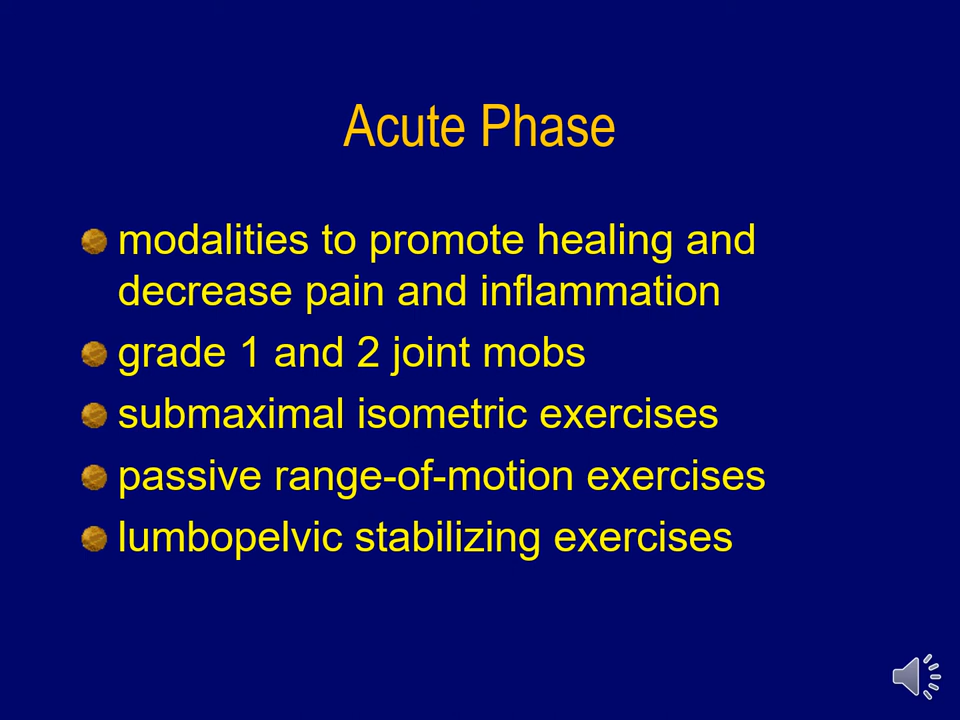 Acute Phase
modalities to promote healing and
decrease pain and inflammation
grade 1 and 2 joint mobs
submaximal isometric exercises
passive range-of-motion exercises
lumbopelvic stabilizing exercises